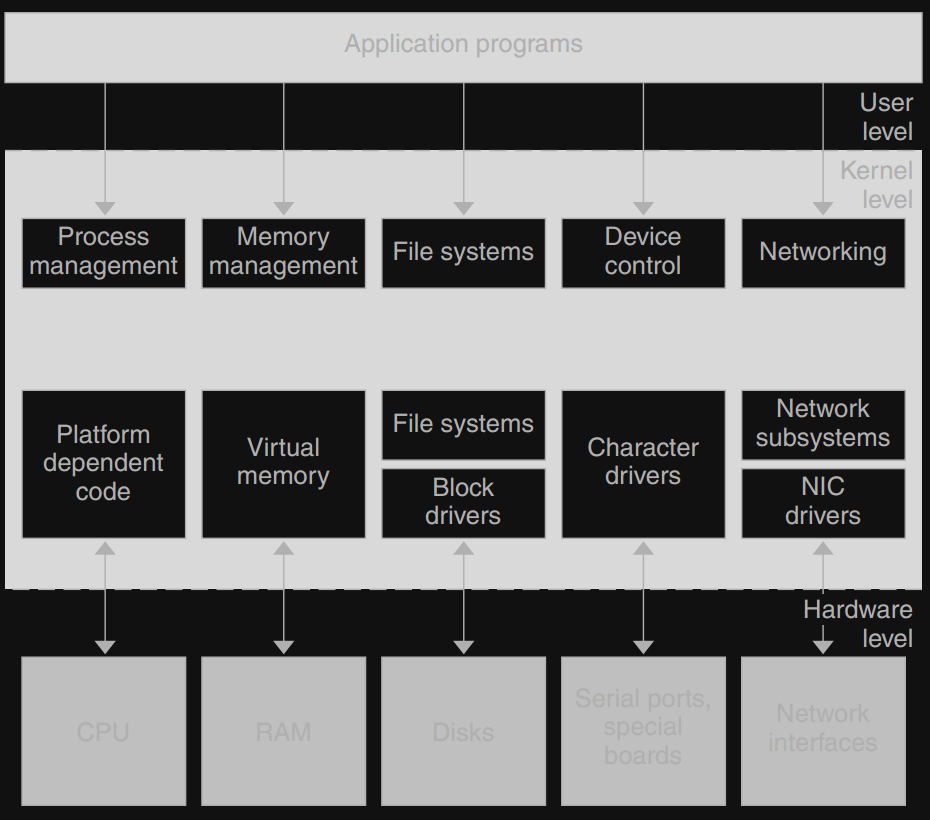 Application programs
User
level
Kernel
level
Process
management
Memory
management
File systems
Device
control
Networking
Platform
dependent
code
Virtual
memory
File systems
Block
drivers
Character
drivers
Network
subsystems
NIC
drivers
Hardware
level
CPU
RAM
Disks
Serial ports,
special
boards
Network
interfaces